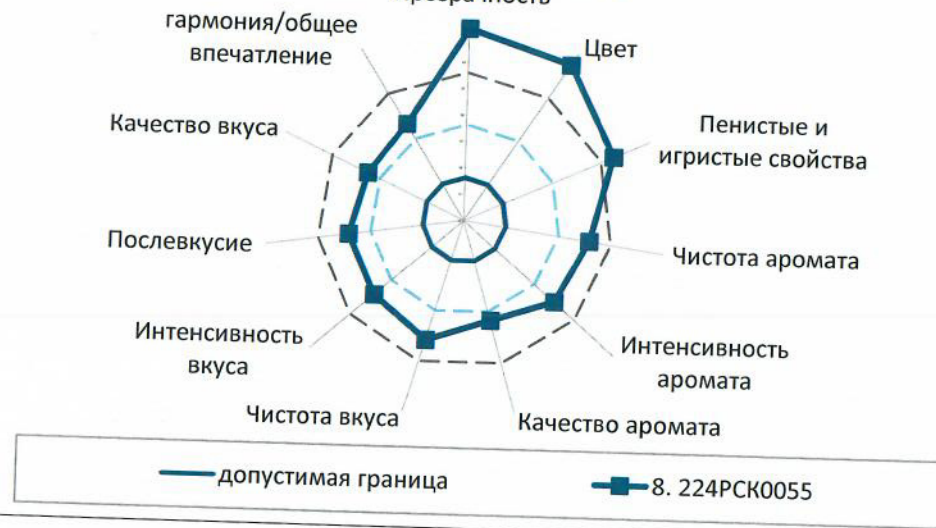 гармония/общее
впечатление
Цвет
Качество вкуса
Пенистые и
игристые свойства
Послевкусие
Чистота аромата
Интенсивность
вкуса
Интенсивность
аромата
Чистота вкуса
Качество аромата
допустимая граница
8. 224РСК0055